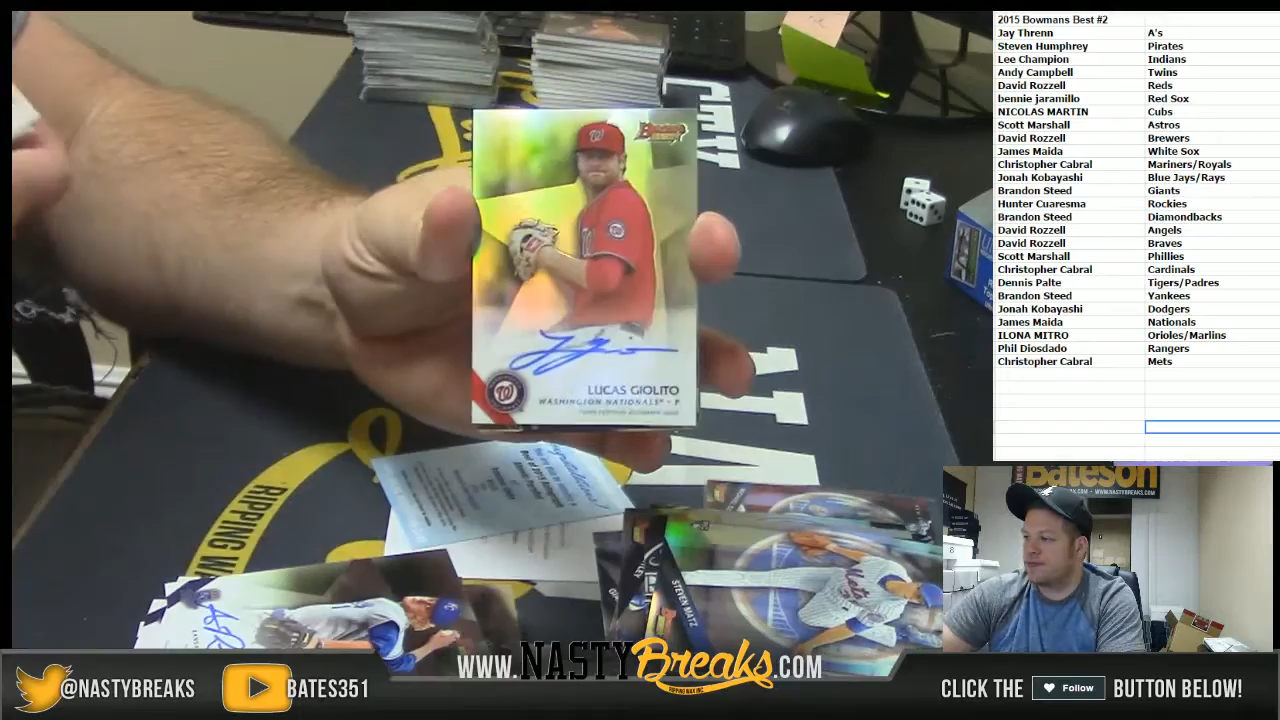 2015 Bowmans Best #2
Jay Threnn A's
Steven Humphrey Pirates
Lee Champion Indians
Andy Campbell Twins
David Rozzell Reds
bennie jaramillo Red Sox
NICOLAS MARTIN Cubs
Scott Marshall Astros
David Rozzell Brewers
James Maida White Sox
Christopher Cabral Mariners/Royals
Jonah Kobayashi Blue Jays/Rays
Brandon Steed Giants
Hunter Cuaresma Rockies
Brandon Steed Diamondbacks
David Rozzell Angels
David Rozzell Braves
Scott Marshall Phillies
Christopher Cabral Cardinals
Dennis Palte Tigers/Padres
Brandon Steed Yankees
Jonah Kobayashi Dodgers
James Maida Nationals
ILONA MITRO Orioles/Marlins
Phil Diosdado Rangers
Christopher Cabral Mets
W
LUCAS GIOLITO
WASHINGTON NATIONALS - P
RIPPING W
STEVEN MATZ
Mets
Bateson
WWW.NASTYBreaks.COM
RIPPING WAX INC.
@NASTYBREAKS
BATES351
CLICK THE Follow BUTTON BELOW!